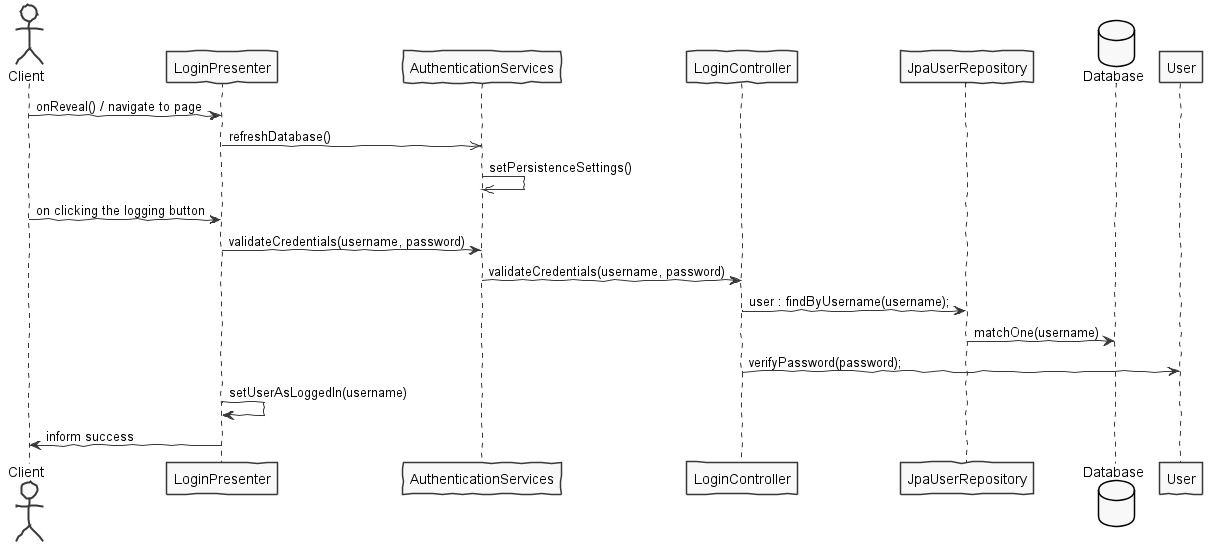 Client
LoginPresenter
AuthenticationServices
LoginController
JpaUserRepository
Database
User
onReveal() / navigate to page
refreshDatabase()
setPersistenceSettings()
on clicking the logging button
validateCredentials(username, password)
validateCredentials(username, password)
user : findByUsername(username);
matchOne(username)
verifyPassword(password);
setUserAsLoggedIn(username)
inform success
Client
LoginPresenter
AuthenticationServices
LoginController
JpaUserRepository
Database
User